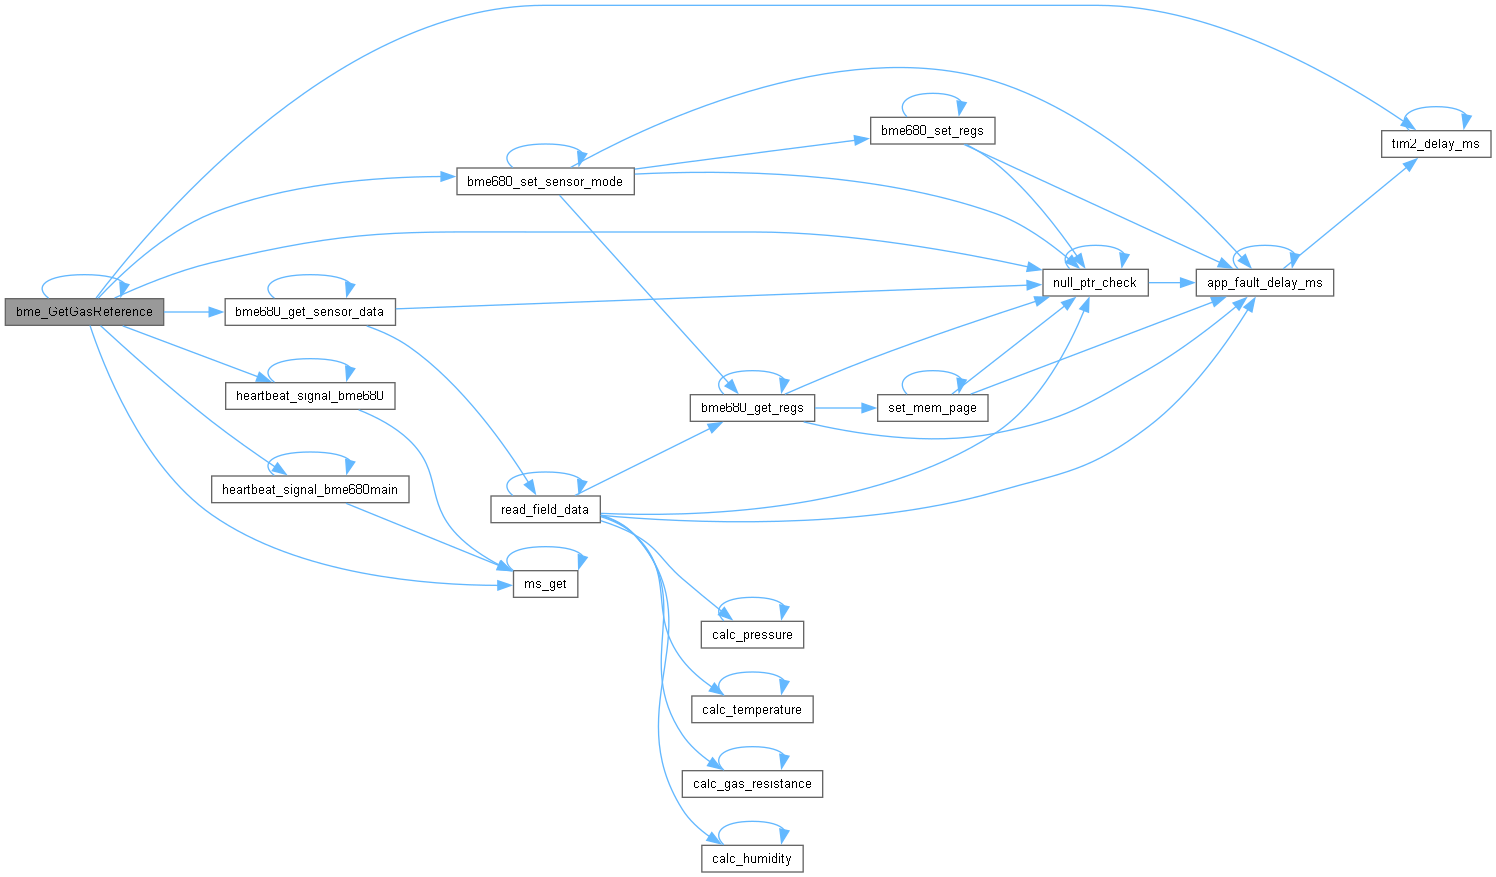 bme680_set_regs
tim2_delay_ms
bme680_set_sensor_mode
null_ptr_check
app_fault_delay_ms
bme_GetGasReference
bme680_get_sensor_data
heartbeat_signal_bme680
bme680_get_regs
set_mem_page
heartbeat_signal_bme680main
read_field_data
ms_get
calc_pressure
calc_temperature
calc_gas_resistance
calc_humidity